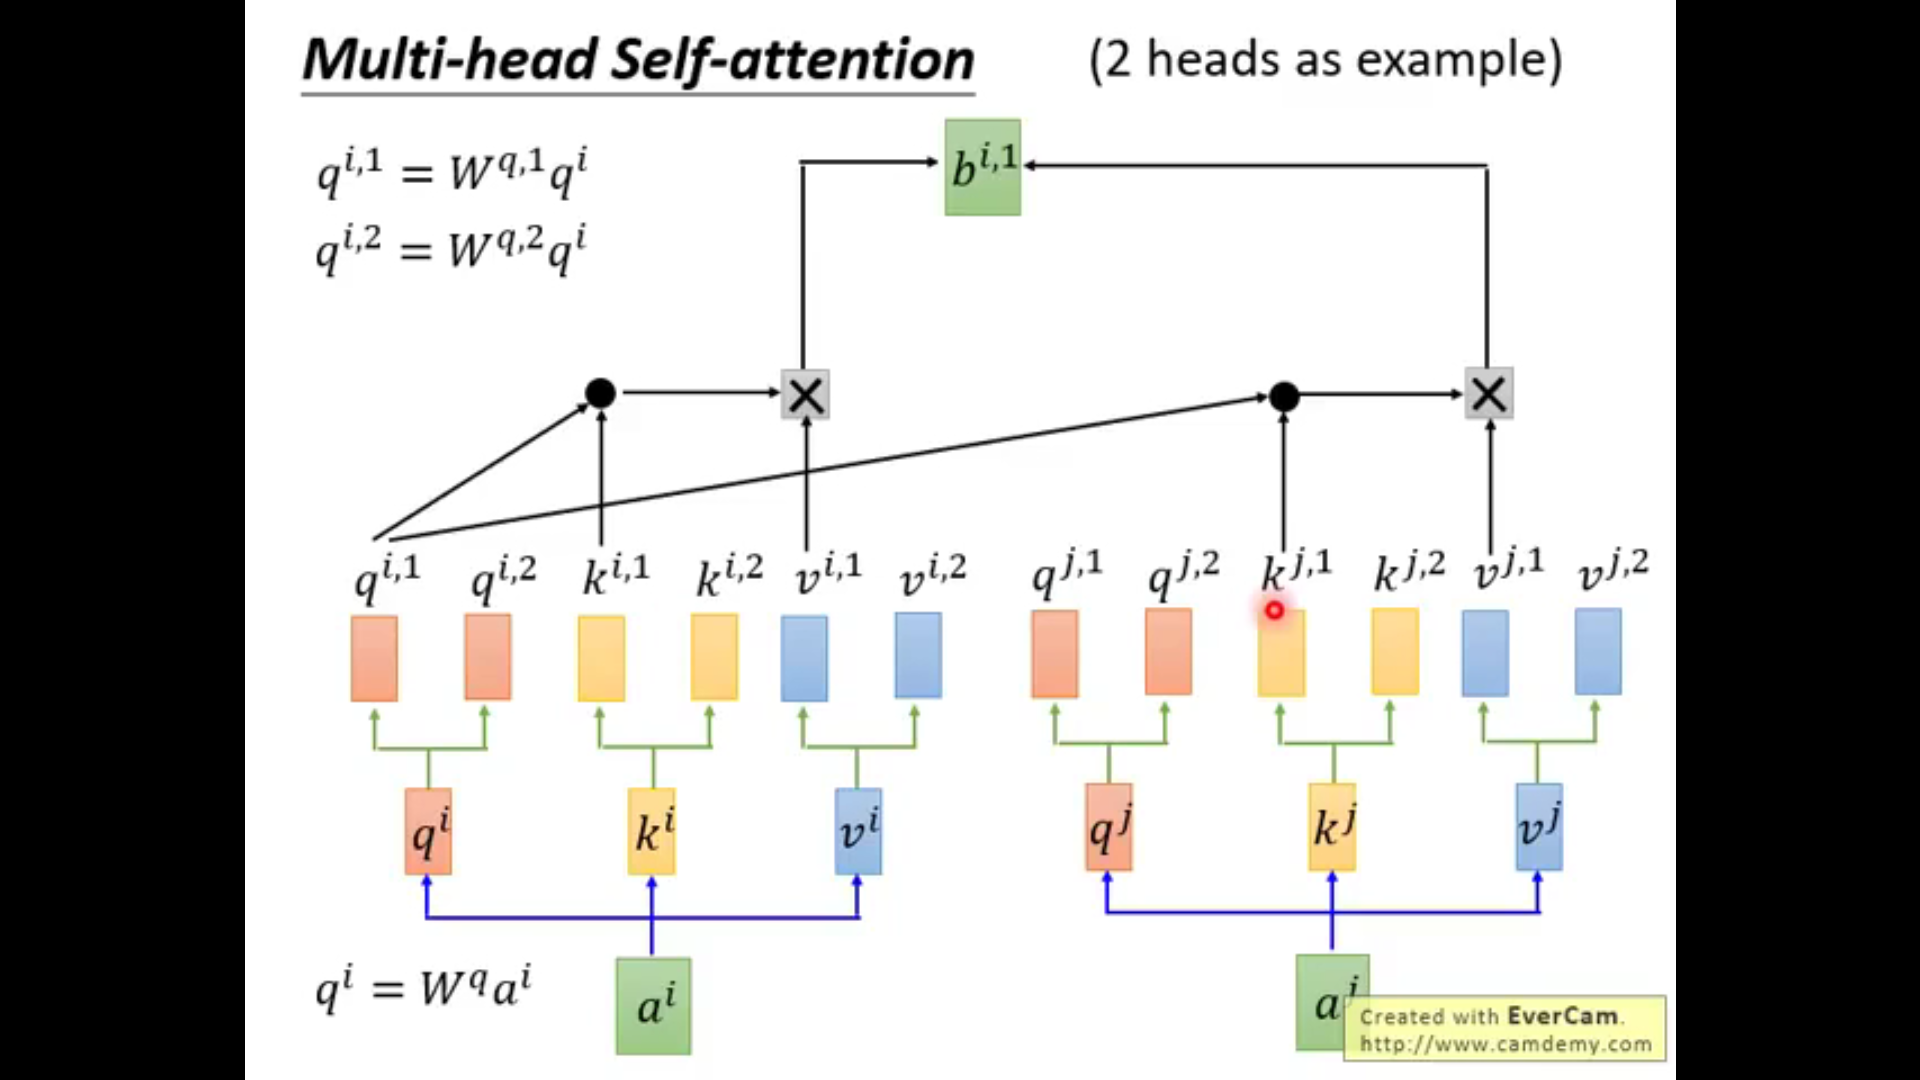 Multi-head Self-attention (2 heads as example)
q^{i,1} = W^{q,1}q^{i}
q^{i,2} = W^{q,2}q^{i}
b^{i,1}
q^{i,1} q^{i,2} k^{i,1} k^{i,2} v^{i,1} v^{i,2} q^{j,1} q^{j,2} k^{j,1} k^{j,2} v^{j,1} v^{j,2}
q^{i} k^{i} v^{i} q^{j} k^{j} v^{j}
q^{i} = W^{q}a^{i}
a^{i} a^{j}
Created with EverCam.
http://www.camdemy.com